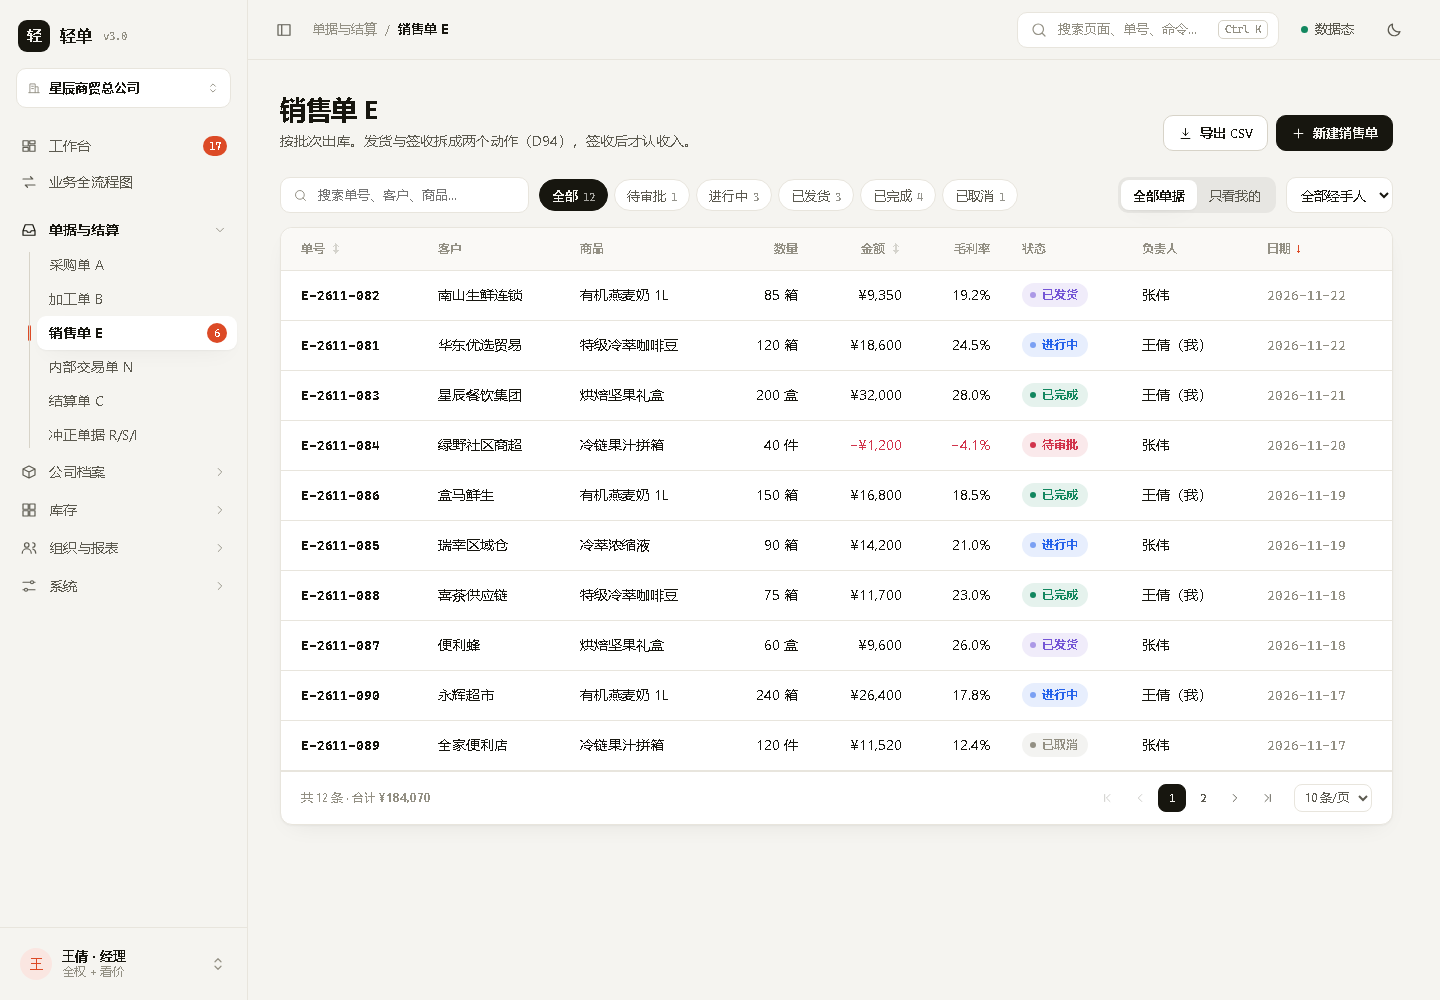 轻 轻单 v3.0
星辰商贸总公司
工作台 17
业务全流程图
单据与结算
采购单 A
加工单 B
销售单 E 6
内部交易单 N
结算单 C
冲正单据 R/S/I
公司档案
库存
组织与报表
系统
王 王倩 · 经理
全权 + 看价
单据与结算 / 销售单 E
搜索页面、单号、命令... Ctrl K 数据态
销售单 E
按批次出库。发货与签收拆成两个动作（D94），签收后才认收入。
导出 CSV 新建销售单
搜索单号、客户、商品... 全部 12 待审批 1 进行中 3 已发货 3 已完成 4 已取消 1 全部单据 只看我的 全部经手人
单号 客户 商品 数量 金额 毛利率 状态 负责人 日期 ↓
E-2611-082 南山生鲜连锁 有机燕麦奶 1L 85 箱 ¥9,350 19.2% 已发货 张伟 2026-11-22
E-2611-081 华东优选贸易 特级冷萃咖啡豆 120 箱 ¥18,600 24.5% 进行中 王倩（我） 2026-11-22
E-2611-083 星辰餐饮集团 烘焙坚果礼盒 200 盒 ¥32,000 28.0% 已完成 王倩（我） 2026-11-21
E-2611-084 绿野社区商超 冷链果汁拼箱 40 件 -¥1,200 -4.1% 待审批 张伟 2026-11-20
E-2611-086 盒马鲜生 有机燕麦奶 1L 150 箱 ¥16,800 18.5% 已完成 王倩（我） 2026-11-19
E-2611-085 瑞幸区域仓 冷萃浓缩液 90 箱 ¥14,200 21.0% 进行中 张伟 2026-11-19
E-2611-088 喜茶供应链 特级冷萃咖啡豆 75 箱 ¥11,700 23.0% 已完成 王倩（我） 2026-11-18
E-2611-087 便利蜂 烘焙坚果礼盒 60 盒 ¥9,600 26.0% 已发货 张伟 2026-11-18
E-2611-090 永辉超市 有机燕麦奶 1L 240 箱 ¥26,400 17.8% 进行中 王倩（我） 2026-11-17
E-2611-089 全家便利店 冷链果汁拼箱 120 件 ¥11,520 12.4% 已取消 张伟 2026-11-17
共 12 条 · 合计 ¥184,070 1 2 10 条/页